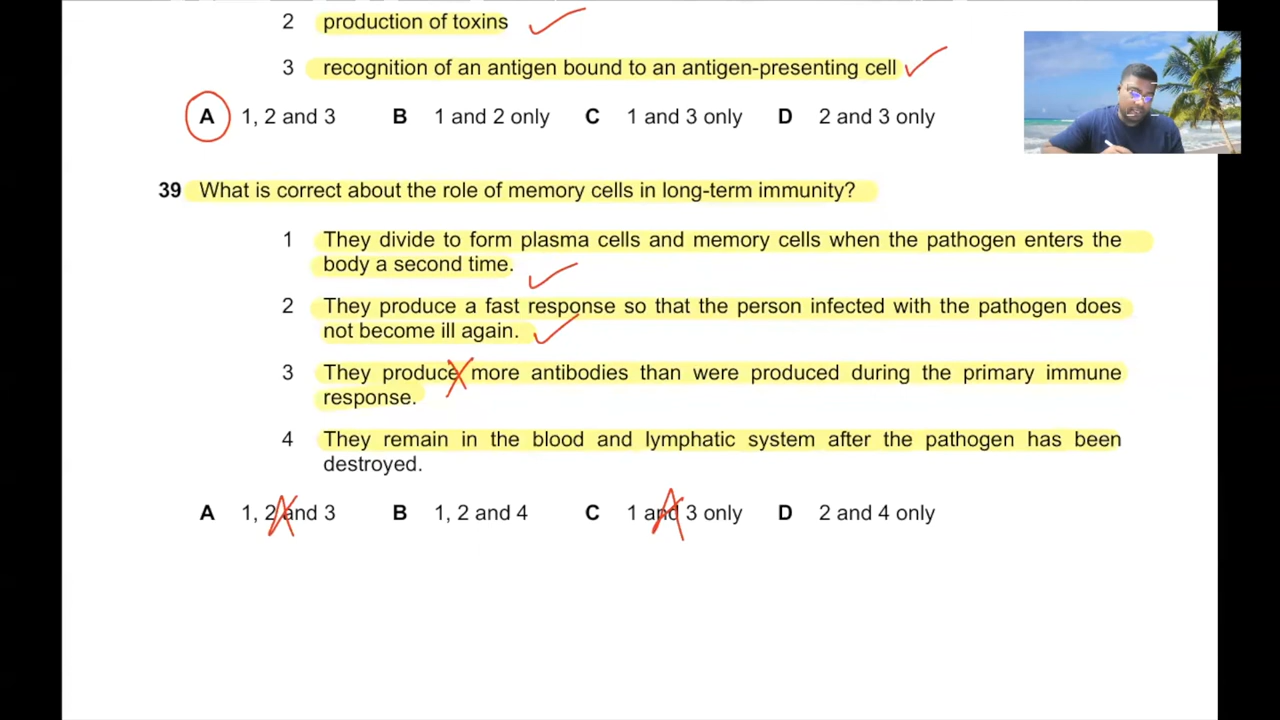 2 production of toxins
3 recognition of an antigen bound to an antigen-presenting cell
A 1, 2 and 3 B 1 and 2 only C 1 and 3 only D 2 and 3 only
39 What is correct about the role of memory cells in long-term immunity?
1 They divide to form plasma cells and memory cells when the pathogen enters the
body a second time.
2 They produce a fast response so that the person infected with the pathogen does
not become ill again.
3 They produce more antibodies than were produced during the primary immune
response.
4 They remain in the blood and lymphatic system after the pathogen has been
destroyed.
A 1, 2 and 3 B 1, 2 and 4 C 1 and 3 only D 2 and 4 only